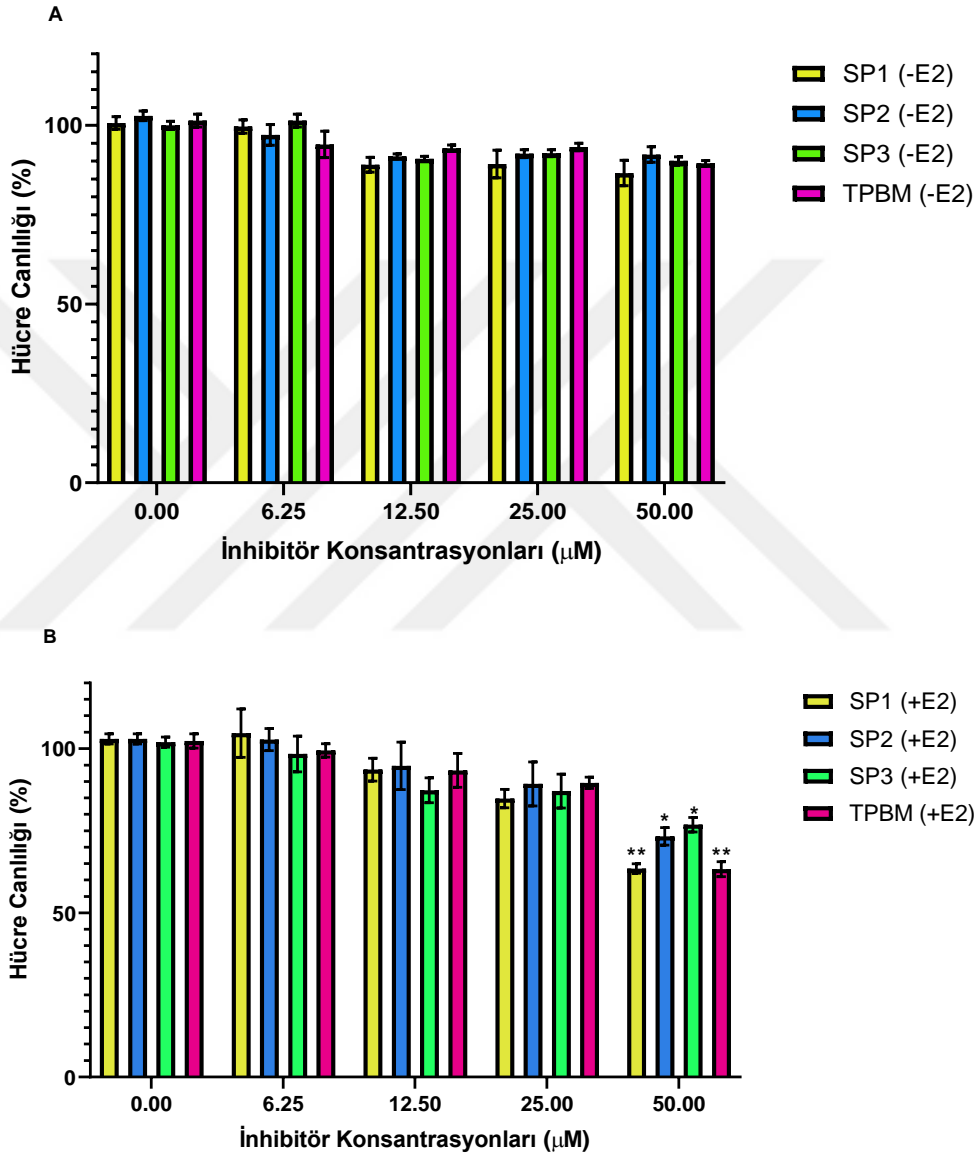 A
SP1 (-E2)
SP2 (-E2)
SP3 (-E2)
TPBM (-E2)
Hücre Canlılığı (%)
100
50
0
0.00 6.25 12.50 25.00 50.00
İnhibitör Konsantrasyonları (μM)
B
SP1 (+E2)
SP2 (+E2)
SP3 (+E2)
TPBM (+E2)
Hücre Canlılığı (%)
100
50
0
** * * **
0.00 6.25 12.50 25.00 50.00
İnhibitör Konsantrasyonları (μM)